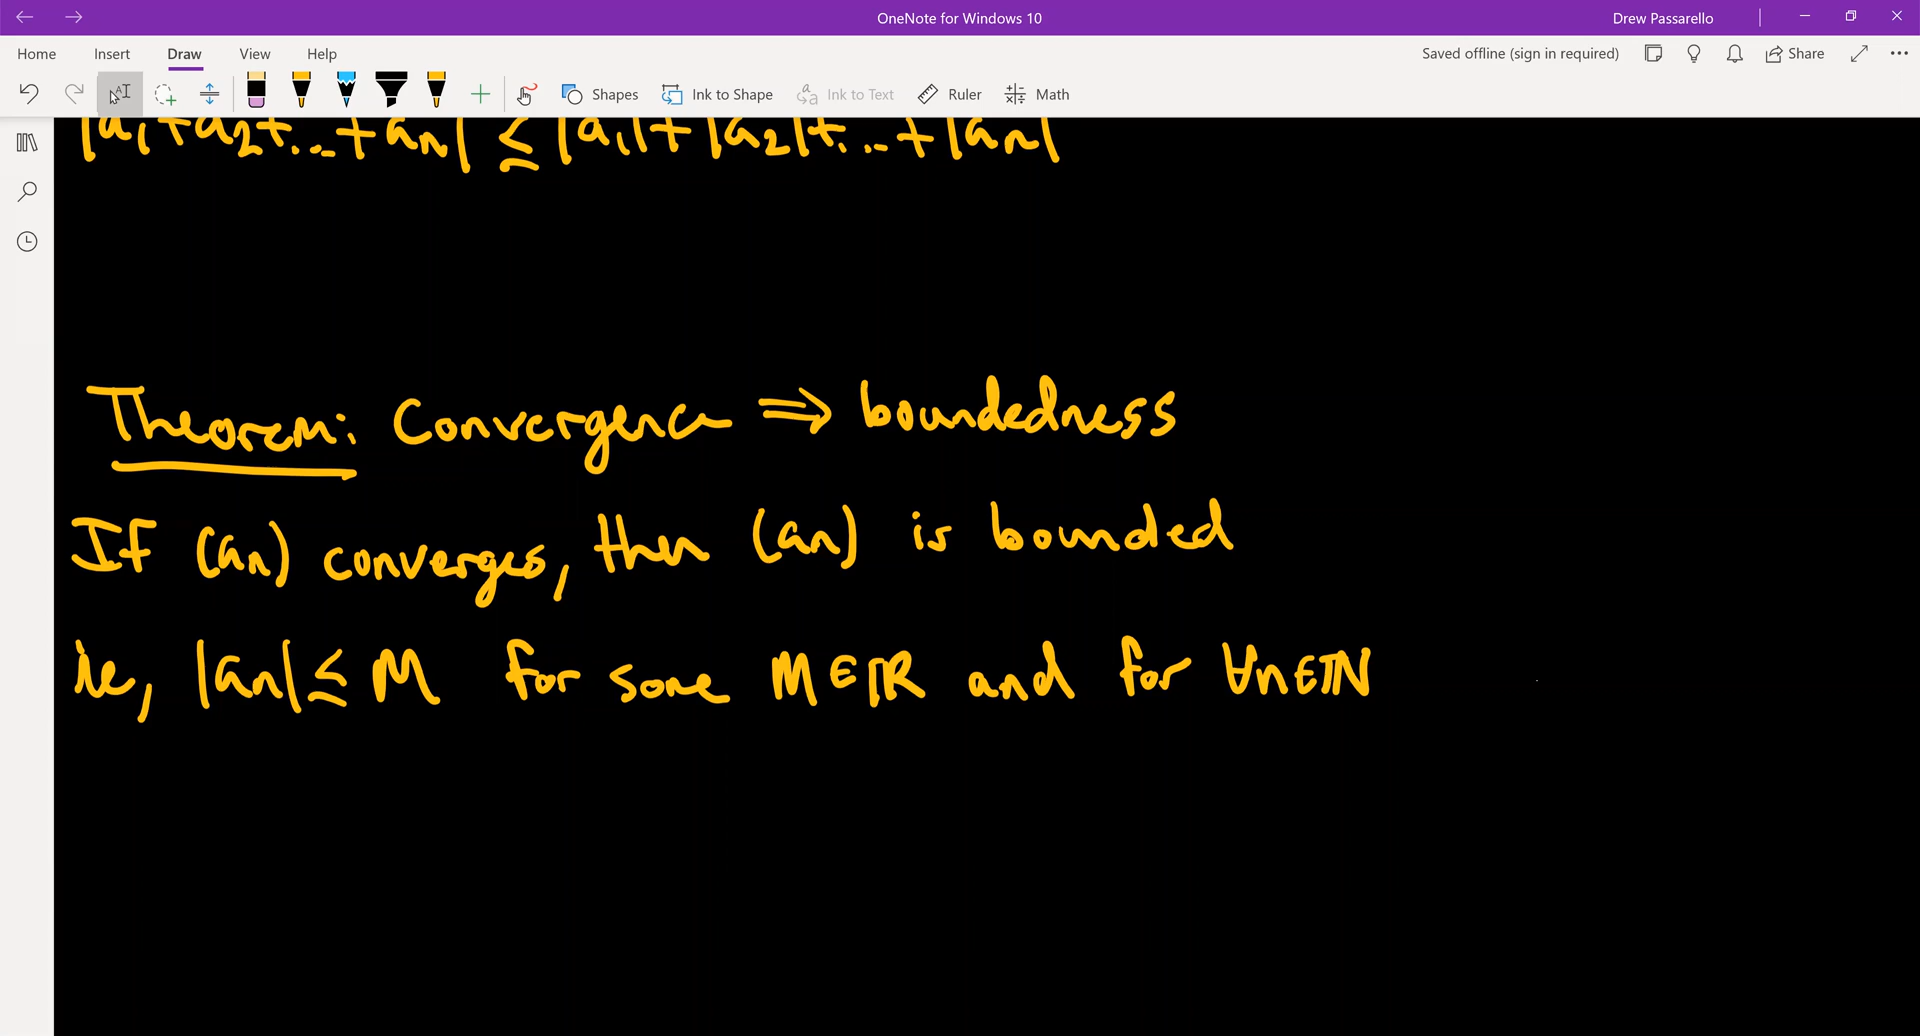 OneNote for Windows 10
Drew Passarello
Home Insert Draw View Help
Saved offline (sign in required)
Share
Shapes
Ink to Shape
Ink to Text
Ruler
Math
|a₁+a₂+...+aₙ| ≤ |a₁|+|a₂|+...+|aₙ|
Theorem: Convergence ⇒ boundedness
If (aₙ) converges, then (aₙ) is bounded
ie, |aₙ| ≤ M for some M∈ℝ and for ∀n∈ℕ